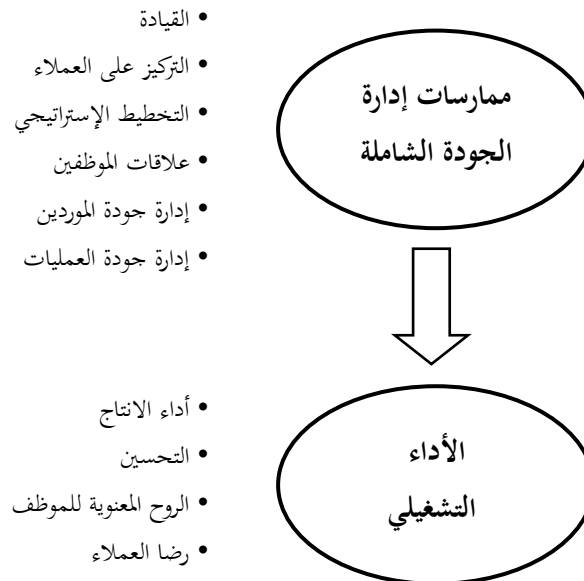 ممارسات إدارة
الجودة الشاملة
• القيادة
• التركيز على العملاء
• التخطيط الإستراتيجي
• علاقات الموظفين
• إدارة جودة الموردين
• إدارة جودة العمليات
الأداء
التشغيلي
• أداء الانتاج
• التحسين
• الروح المعنوية للموظف
• رضا العملاء